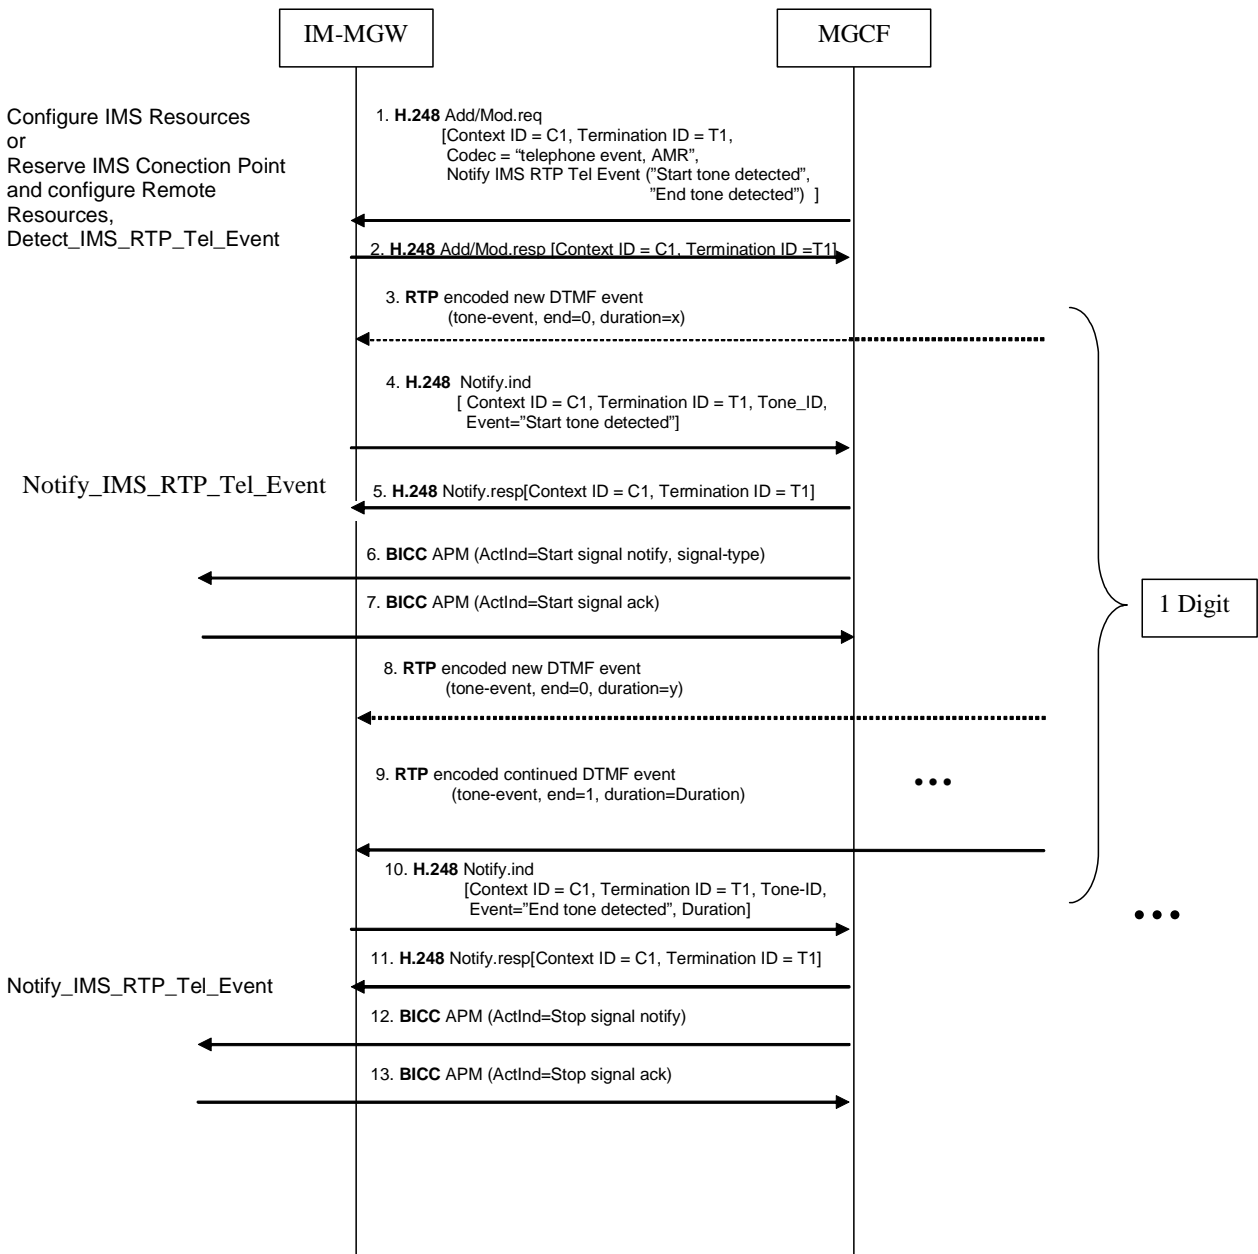 IM-MGW
MGCF
Configure IMS Resources
or
Reserve IMS Conection Point
and configure Remote
Resources,
Detect_IMS_RTP_Tel_Event
1. H.248 Add/Mod.req
[Context ID = C1, Termination ID = T1,
Codec = “telephone event, AMR”,
Notify IMS RTP Tel Event (”Start tone detected”,
”End tone detected”) ]
2. H.248 Add/Mod.resp [Context ID = C1, Termination ID =T1]
3. RTP encoded new DTMF event
(tone-event, end=0, duration=x)
4. H.248 Notify.ind
[ Context ID = C1, Termination ID = T1, Tone_ID,
Event=”Start tone detected”]
Notify_IMS_RTP_Tel_Event
5. H.248 Notify.resp[Context ID = C1, Termination ID = T1]
6. BICC APM (ActInd=Start signal notify, signal-type)
7. BICC APM (ActInd=Start signal ack)
1 Digit
8. RTP encoded new DTMF event
(tone-event, end=0, duration=y)
9. RTP encoded continued DTMF event
(tone-event, end=1, duration=Duration)
...
10. H.248 Notify.ind
[Context ID = C1, Termination ID = T1, Tone-ID,
Event=”End tone detected”, Duration]
...
11. H.248 Notify.resp[Context ID = C1, Termination ID = T1]
Notify_IMS_RTP_Tel_Event
12. BICC APM (ActInd=Stop signal notify)
13. BICC APM (ActInd=Stop signal ack)